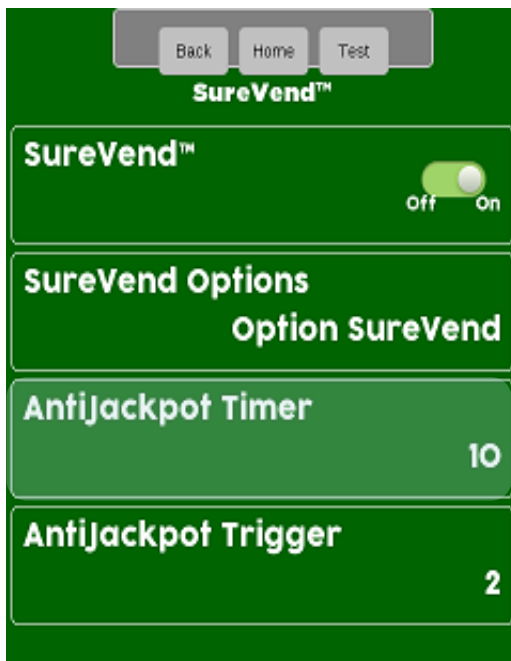 Back Home Test
SureVend™
SureVend™
Off On
SureVend Options
Option SureVend
AntiJackpot Timer
10
AntiJackpot Trigger
2